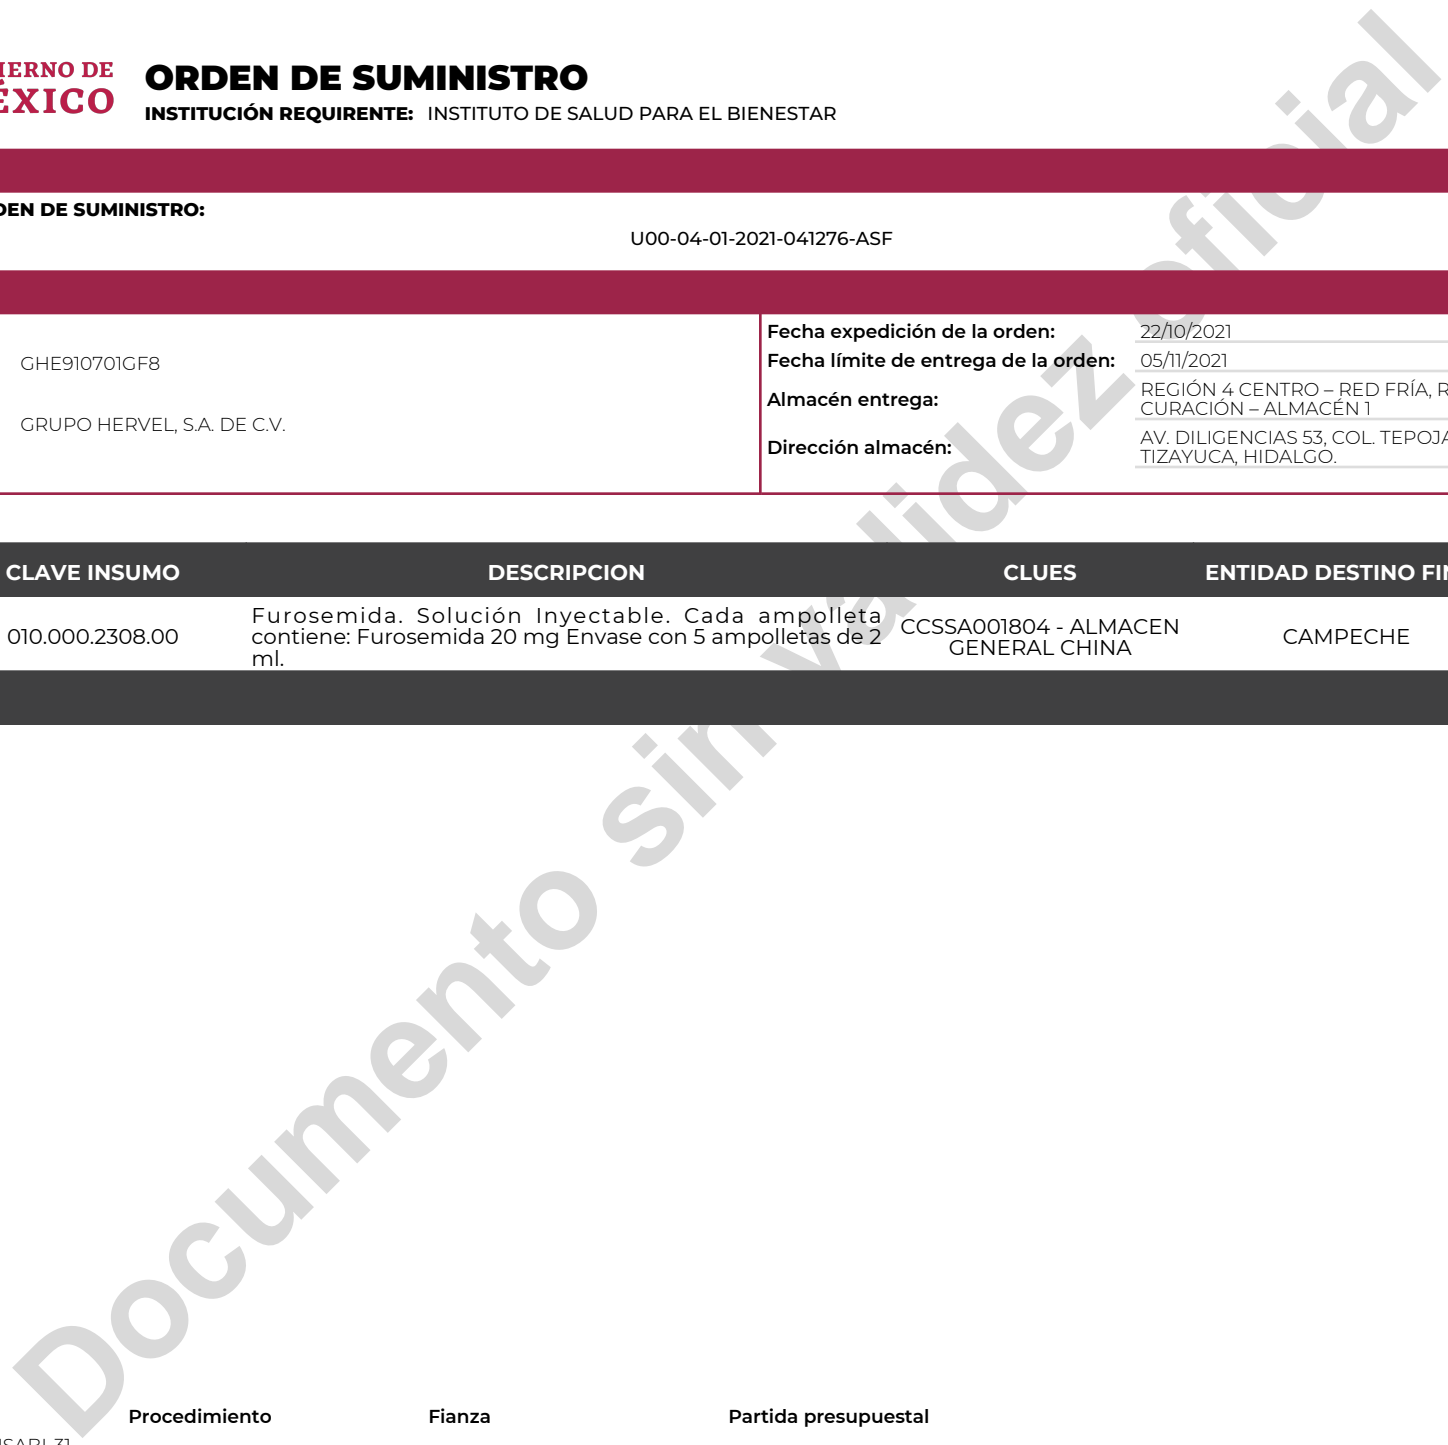 IERNO DE
ÉXICO
ORDEN DE SUMINISTRO
INSTITUCIÓN REQUIRENTE: INSTITUTO DE SALUD PARA EL BIENESTAR
DEN DE SUMINISTRO:
U00-04-01-2021-041276-ASF
GHE910701GF8
GRUPO HERVEL, S.A. DE C.V.
Fecha expedición de la orden: 22/10/2021
Fecha límite de entrega de la orden: 05/11/2021
Almacén entrega: REGIÓN 4 CENTRO – RED FRÍA, R
CURACIÓN – ALMACÉN 1
Dirección almacén: AV. DILIGENCIAS 53, COL. TEPOJA
TIZAYUCA, HIDALGO.
CLAVE INSUMO DESCRIPCION CLUES ENTIDAD DESTINO FIN
010.000.2308.00
Furosemida. Solución Inyectable. Cada ampolleta
contiene: Furosemida 20 mg Envase con 5 ampolletas de 2
ml.
CCSSA001804 - ALMACEN
GENERAL CHINA
CAMPECHE
Documento sin validez oficial
Procedimiento Fianza Partida presupuestal